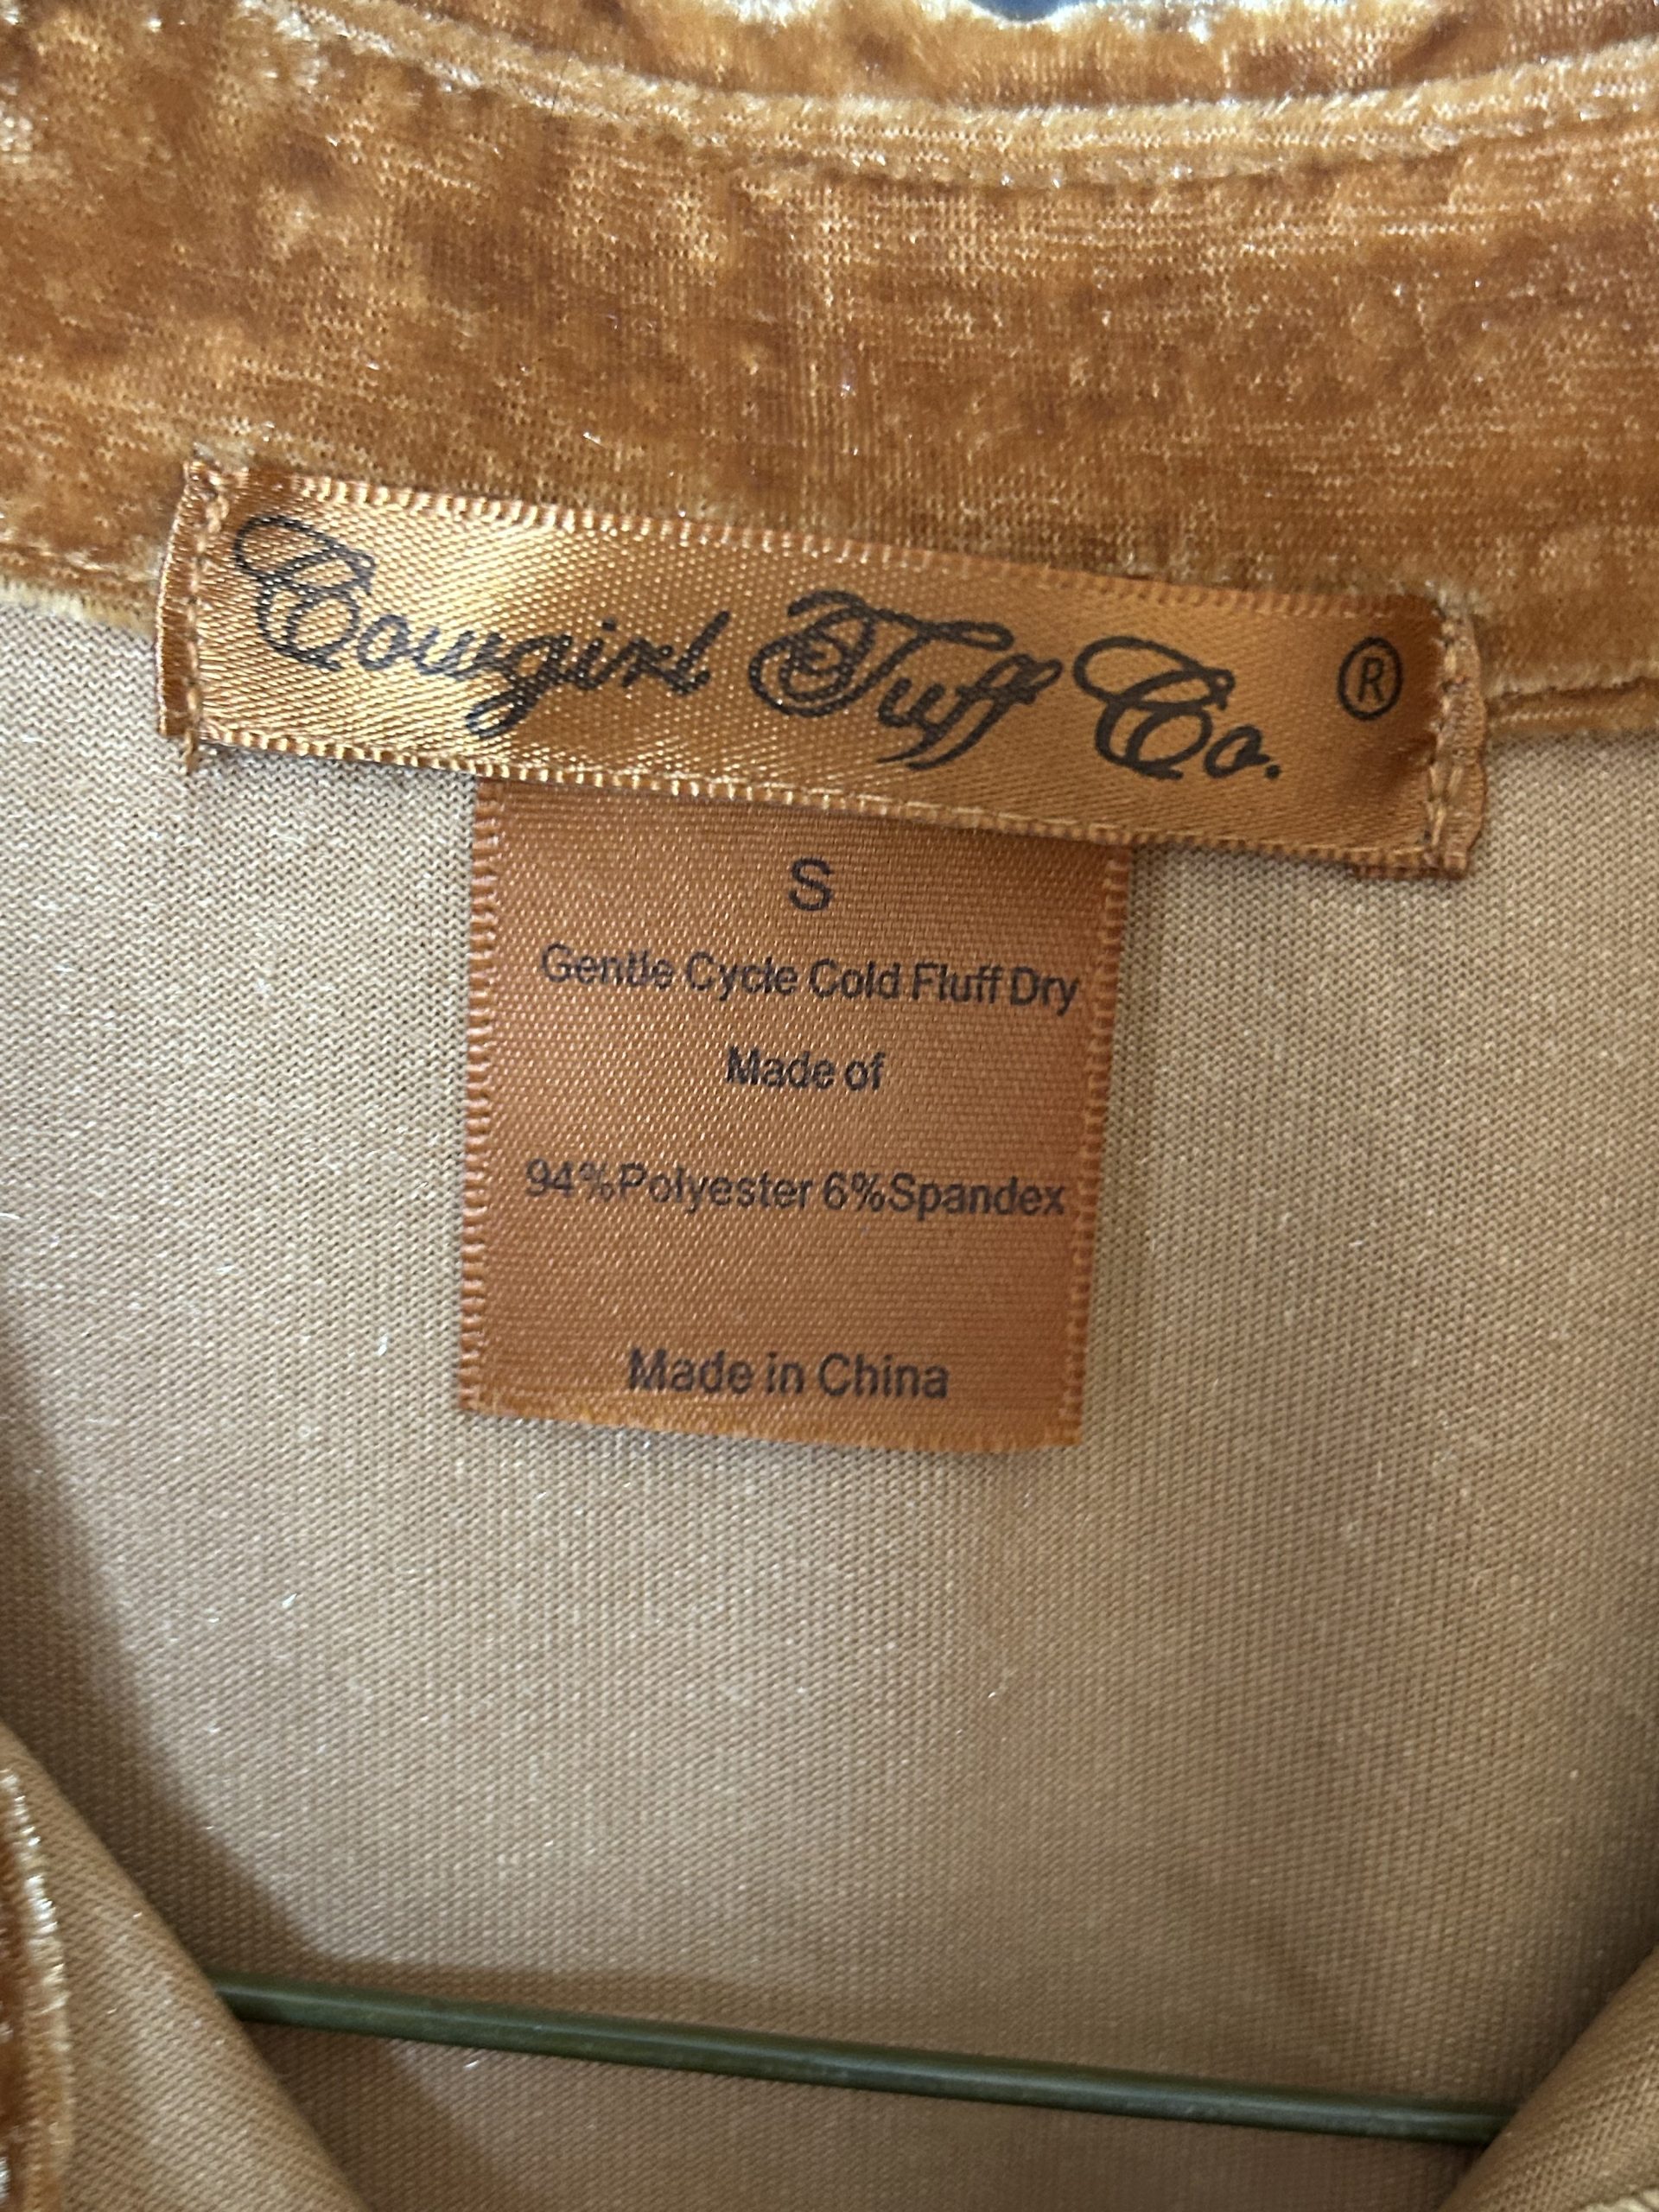 Cowgirl Tuff Co. ®
S
Gentle Cycle Cold Fluff Dry
Made of
94%Polyester 6%Spandex
Made in China